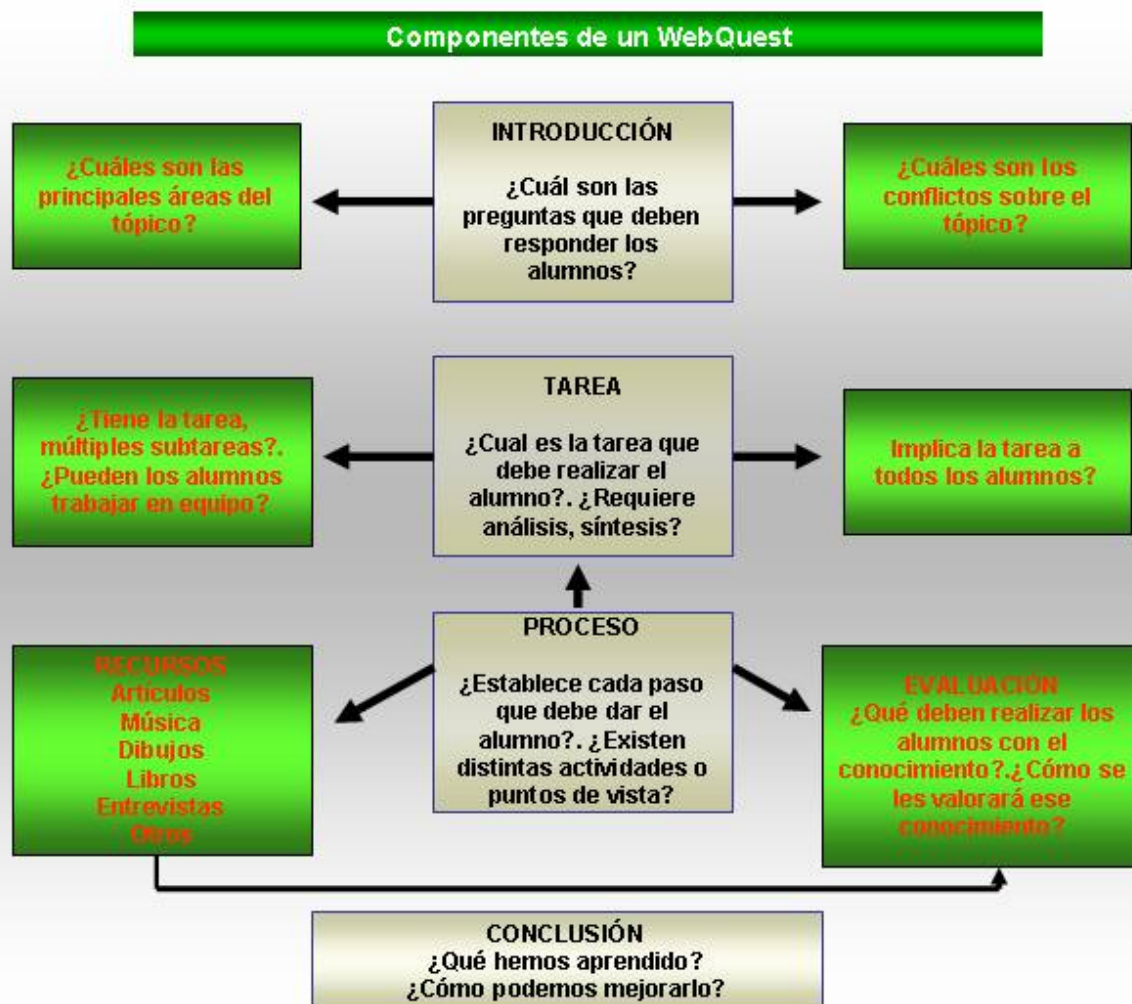 Componentes de un WebQuest
¿Cuáles son las
principales áreas del
tópico?
INTRODUCCIÓN
¿Cuál son las
preguntas que deben
responder los
alumnos?
¿Cuáles son los
conflictos sobre el
tópico?
¿Tiene la tarea,
múltiples subtareas?.
¿Pueden los alumnos
trabajar en equipo?
TAREA
¿Cual es la tarea que
debe realizar el
alumno?. ¿Requiere
análisis, síntesis?
Implica la tarea a
todos los alumnos?
RECURSOS
Artículos
Música
Dibujos
Libros
Entrevistas
Otros
PROCESO
¿Establece cada paso
que debe dar el
alumno?. ¿Existen
distintas actividades o
puntos de vista?
EVALUACIÓN
¿Qué deben realizar los
alumnos con el
conocimiento?.¿Cómo se
les valorará ese
conocimiento?
CONCLUSIÓN
¿Qué hemos aprendido?
¿Cómo podemos mejorarlo?